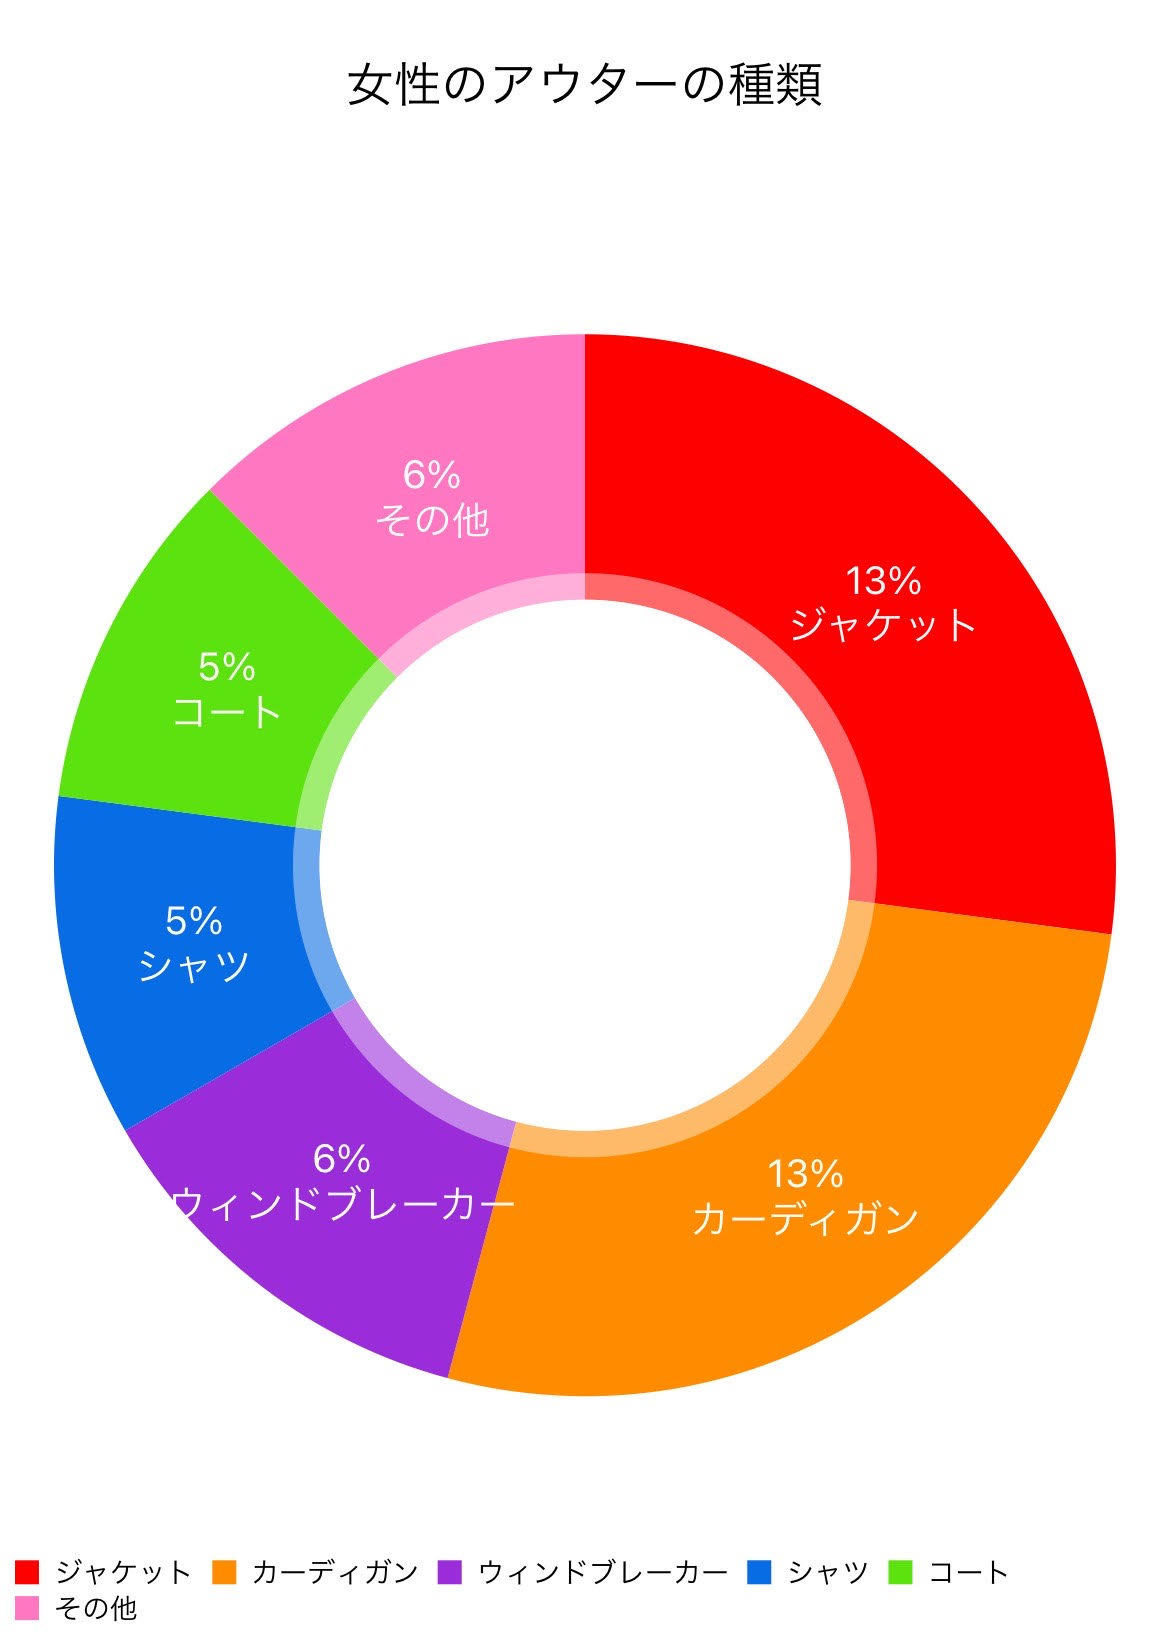 女性のアウターの種類
6%
その他
13%
ジャケット
5%
コート
5%
シャツ
6%
ウィンドブレーカー
13%
カーディガン
ジャケット カーディガン ウィンドブレーカー シャツ コート
その他